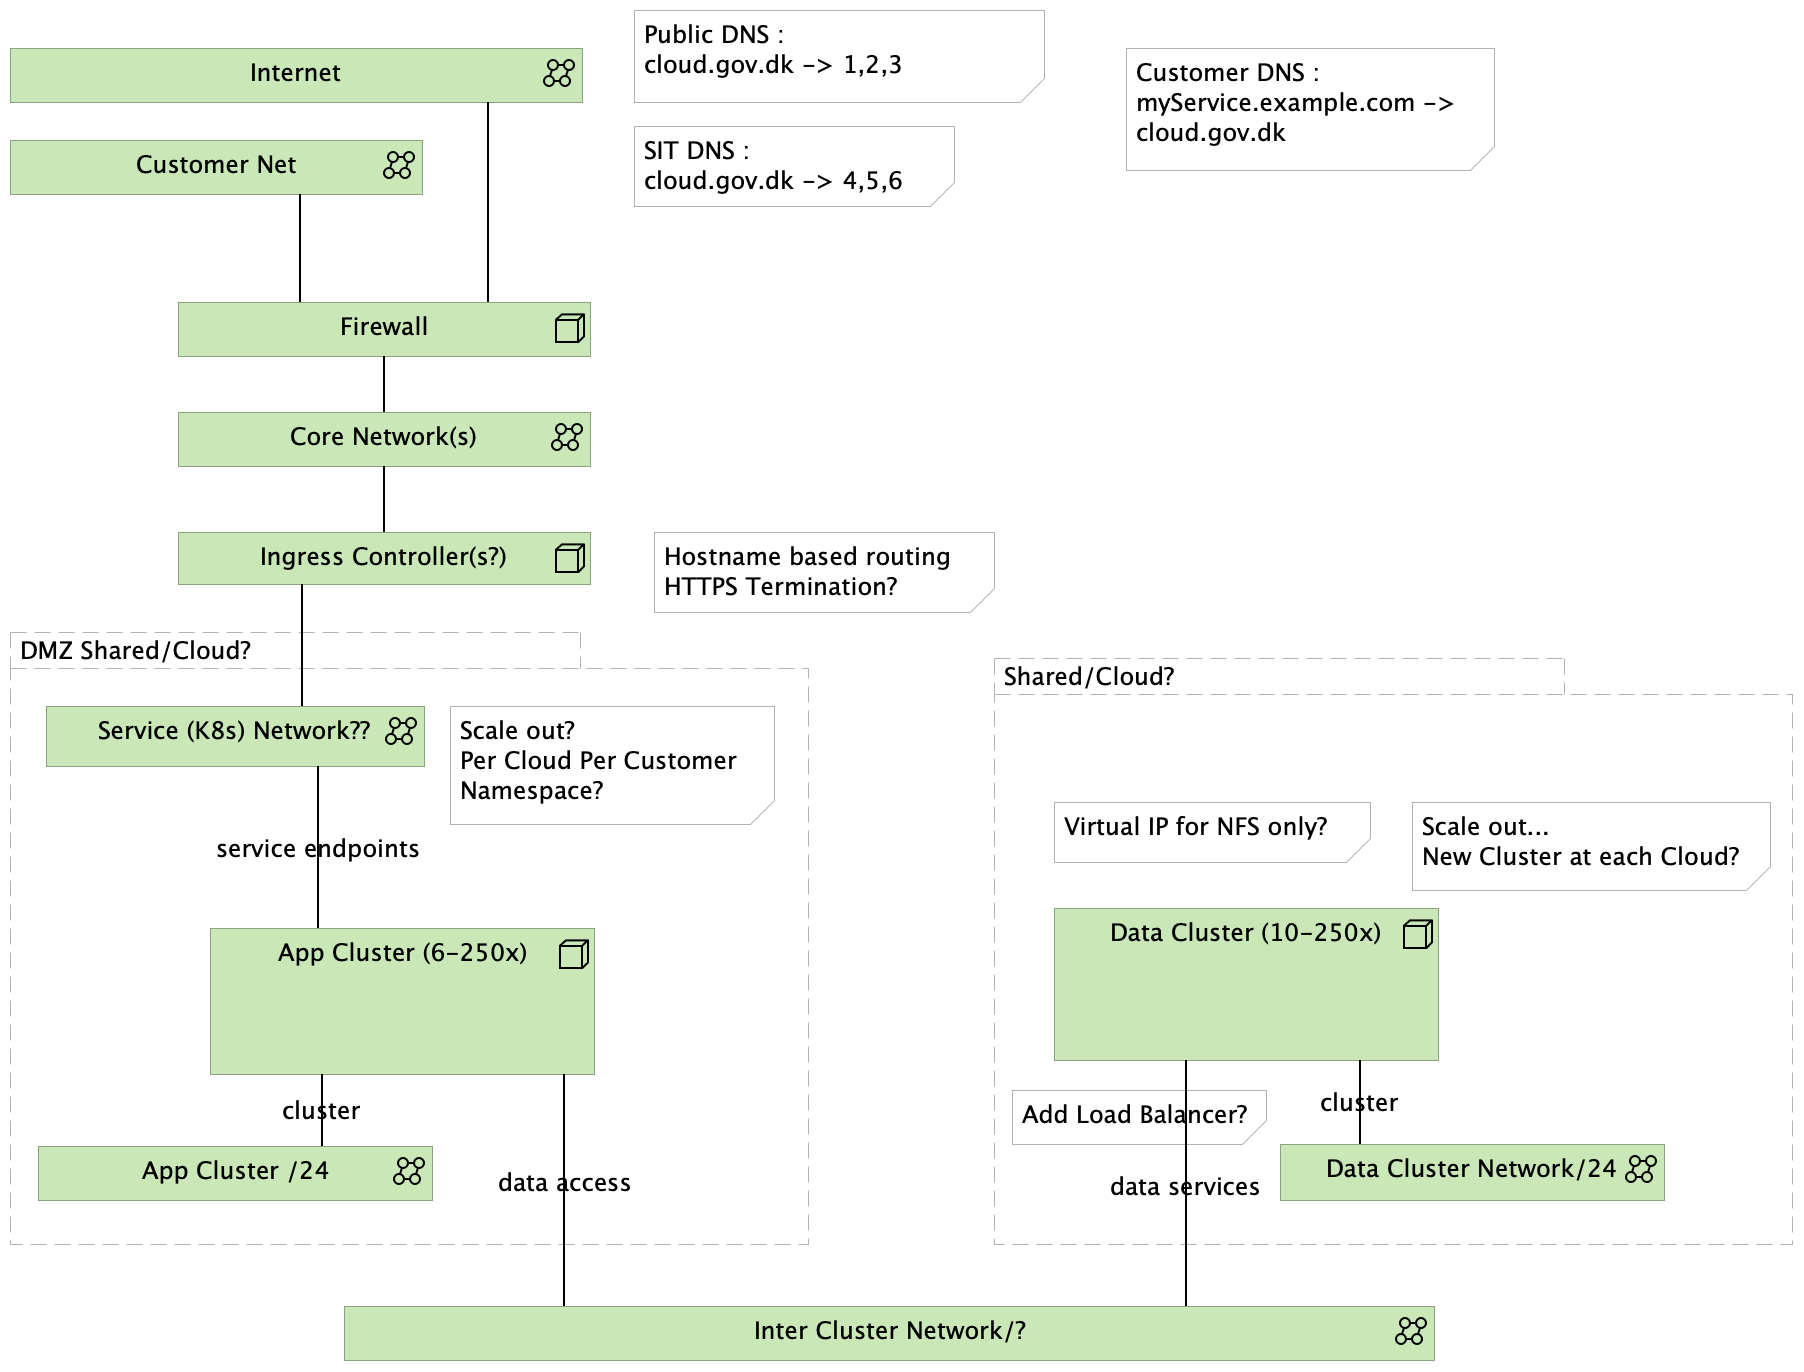 Internet
Public DNS :
cloud.gov.dk -> 1,2,3
Customer DNS :
myService.example.com ->
cloud.gov.dk
Customer Net
SIT DNS :
cloud.gov.dk -> 4,5,6
Firewall
Core Network(s)
Ingress Controller(s?)
Hostname based routing
HTTPS Termination?
DMZ Shared/Cloud?
Service (K8s) Network??
Scale out?
Per Cloud Per Customer
Namespace?
service endpoints
App Cluster (6-250x)
cluster
App Cluster /24
data access
Shared/Cloud?
Virtual IP for NFS only?
Scale out...
New Cluster at each Cloud?
Data Cluster (10-250x)
Add Load Balancer?
cluster
data services
Data Cluster Network/24
Inter Cluster Network/?